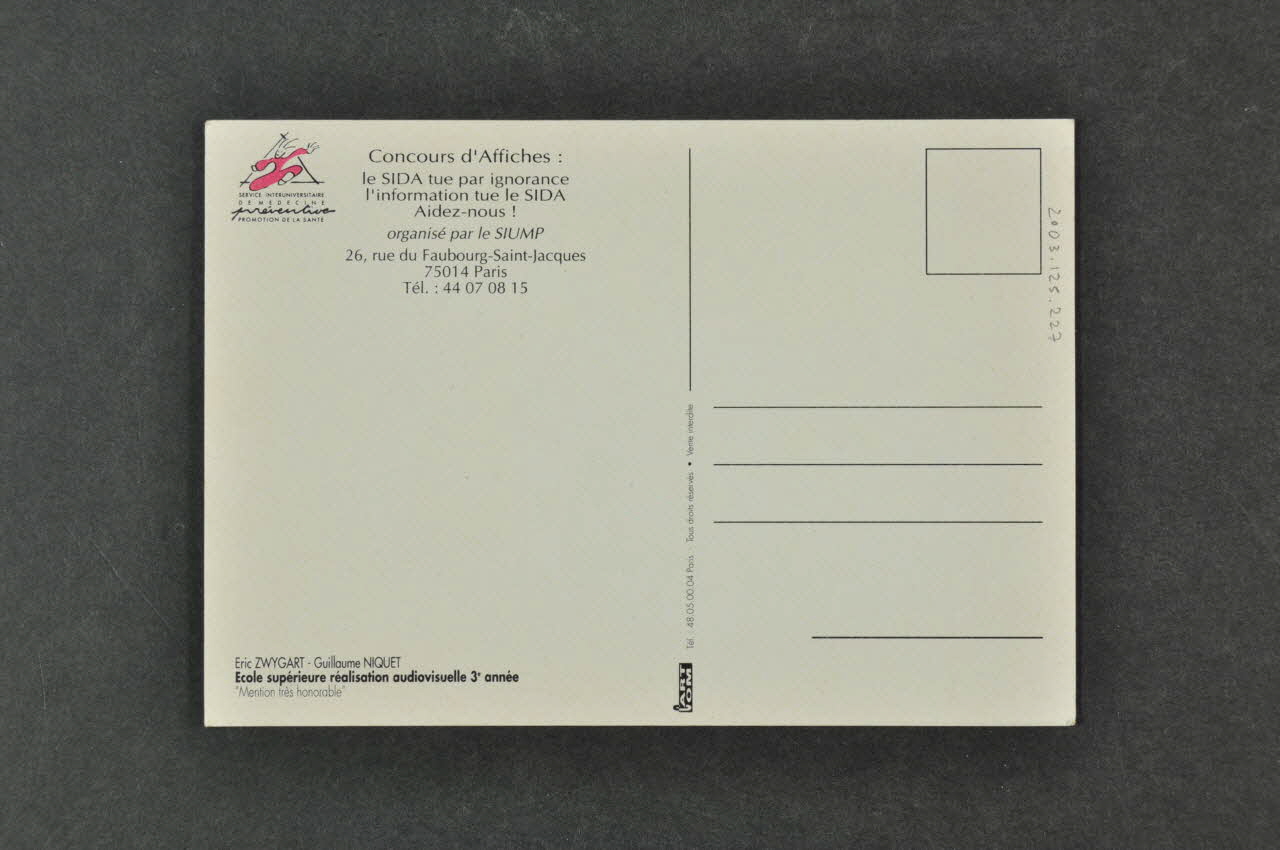 SERVICE INTERUNIVERSITAIRE
DE MÉDECINE
préventive
PROMOTION DE LA SANTÉ
Concours d'Affiches :
le SIDA tue par ignorance
l'information tue le SIDA
Aidez-nous !
organisé par le SIUMP
26, rue du Faubourg-Saint-Jacques
75014 Paris
Tél. : 44 07 08 15
Eric ZWYGART - Guillaume NIQUET
Ecole supérieure réalisation audiovisuelle 3e année
"Mention très honorable"
Tél. : 48.05.00.04 Paris Tous droits réservés • Vente interdite
2003.125.227